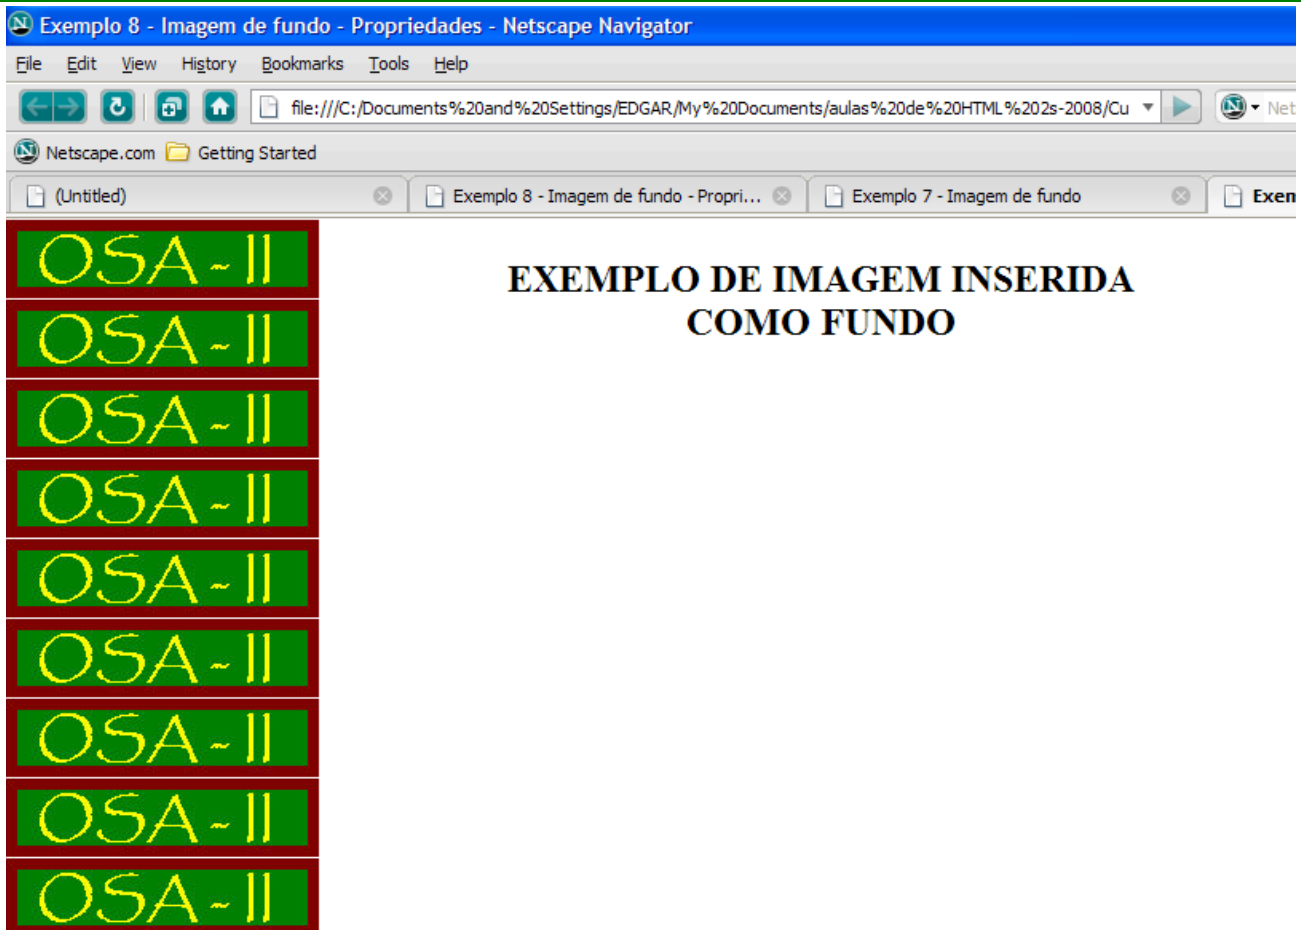 Exemplo 8 - Imagem de fundo - Propriedades - Netscape Navigator
File Edit View History Bookmarks Tools Help
file:///C:/Documents%20and%20Settings/EDGAR/My%20Documents/aulas%20de%20HTML%202s-2008/Cu Net
Netscape.com Getting Started
(Untitled) Exemplo 8 - Imagem de fundo - Propri... Exemplo 7 - Imagem de fundo Exem
OSA - II
EXEMPLO DE IMAGEM INSERIDA
COMO FUNDO
OSA - II
OSA - II
OSA - II
OSA - II
OSA - II
OSA - II
OSA - II
OSA - II